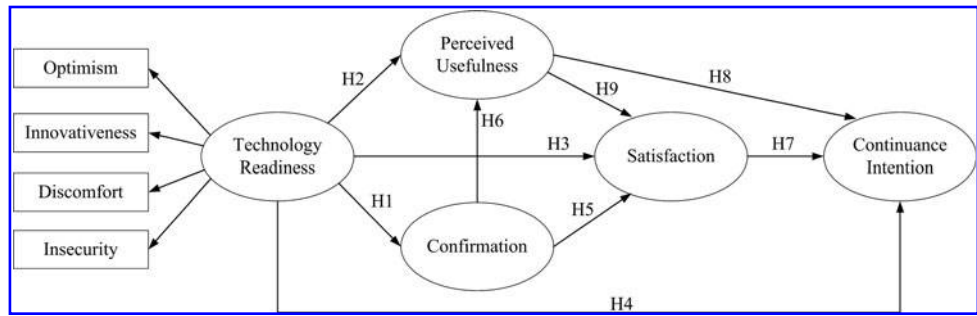 Optimism
Innovativeness
Discomfort
Insecurity
Technology
Readiness
H2
H3
H1
H4
Perceived
Usefulness
H6
Confirmation
H9
H5
Satisfaction
H8
H7
Continuance
Intention